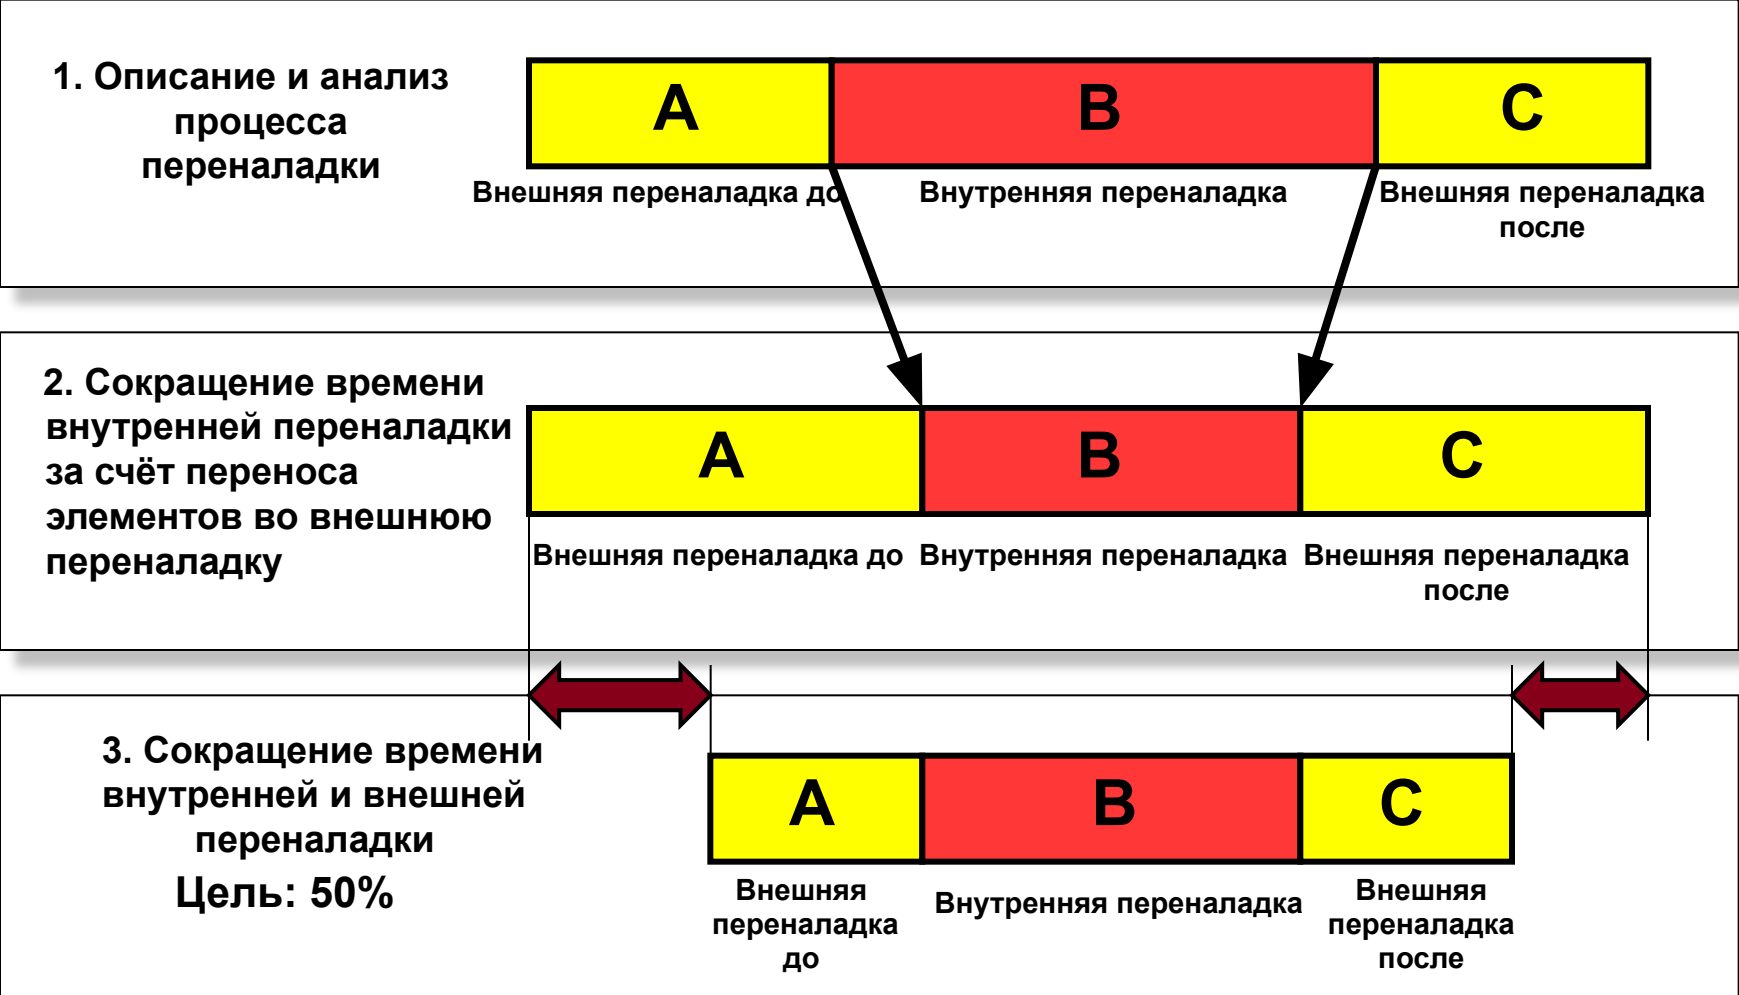 1. Описание и анализ
процесса
переналадки
A
B
C
Внешняя переналадка до
Внутренняя переналадка
Внешняя переналадка
после
2. Сокращение времени
внутренней переналадки
за счёт переноса
элементов во внешнюю
переналадку
A
B
C
Внешняя переналадка до
Внутренняя переналадка
Внешняя переналадка
после
3. Сокращение времени
внутренней и внешней
переналадки
Цель: 50%
A
B
C
Внешняя
переналадка
до
Внутренняя переналадка
Внешняя
переналадка
после